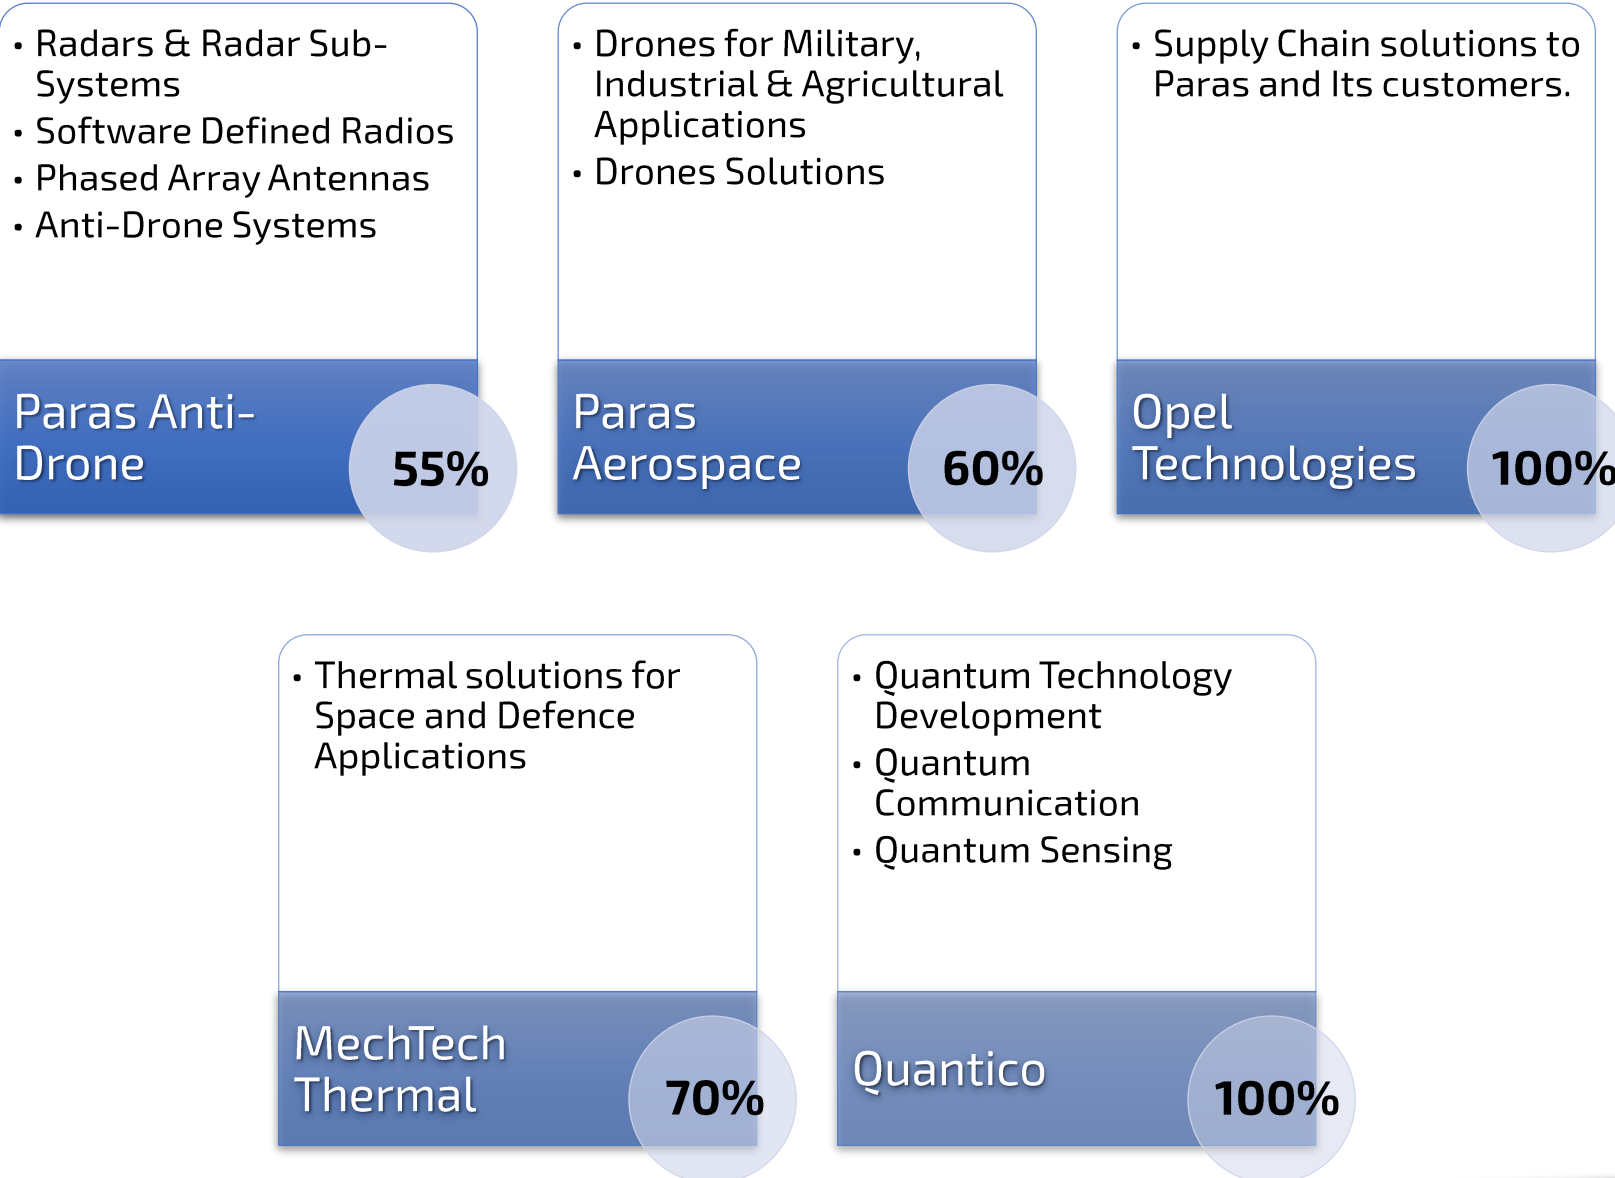 • Radars & Radar Sub-
Systems
• Software Defined Radios
• Phased Array Antennas
• Anti-Drone Systems
Paras Anti-
Drone
55%
• Drones for Military,
Industrial & Agricultural
Applications
• Drones Solutions
Paras
Aerospace
60%
• Supply Chain solutions to
Paras and Its customers.
Opel
Technologies
100%
• Thermal solutions for
Space and Defence
Applications
MechTech
Thermal
70%
• Quantum Technology
Development
• Quantum
Communication
• Quantum Sensing
Quantico
100%